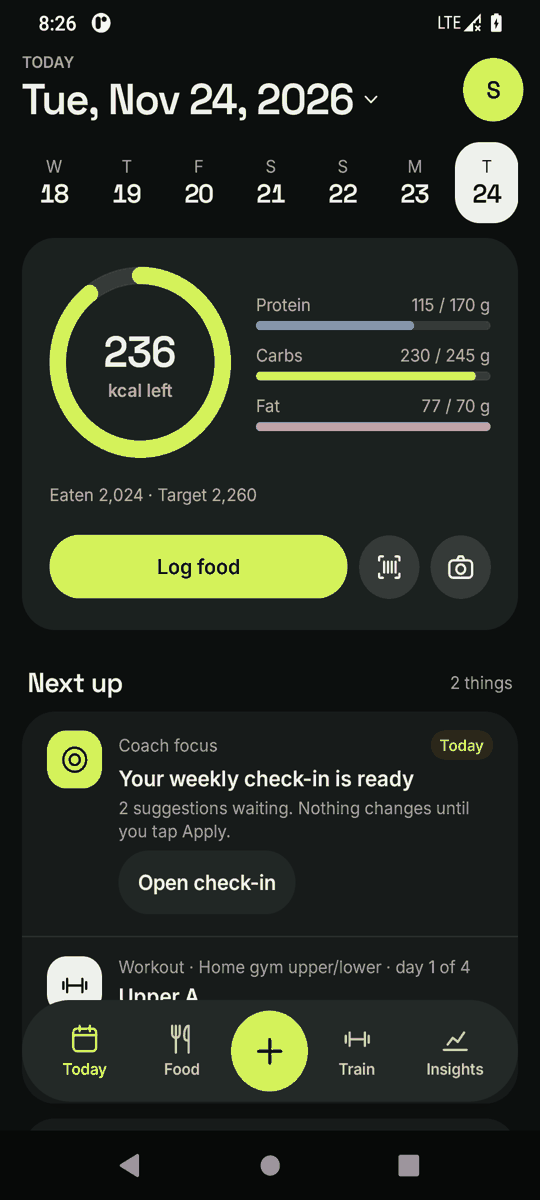 8:26
LTE
TODAY
Tue, Nov 24, 2026
S
W T F S S M T
18 19 20 21 22 23 24
236
kcal left
Protein 115 / 170 g
Carbs 230 / 245 g
Fat 77 / 70 g
Eaten 2,024 · Target 2,260
Log food
Next up
2 things
Coach focus
Today
Your weekly check-in is ready
2 suggestions waiting. Nothing changes until
you tap Apply.
Open check-in
Workout · Home gym upper/lower · day 1 of 4
Upper A
Today Food Train Insights